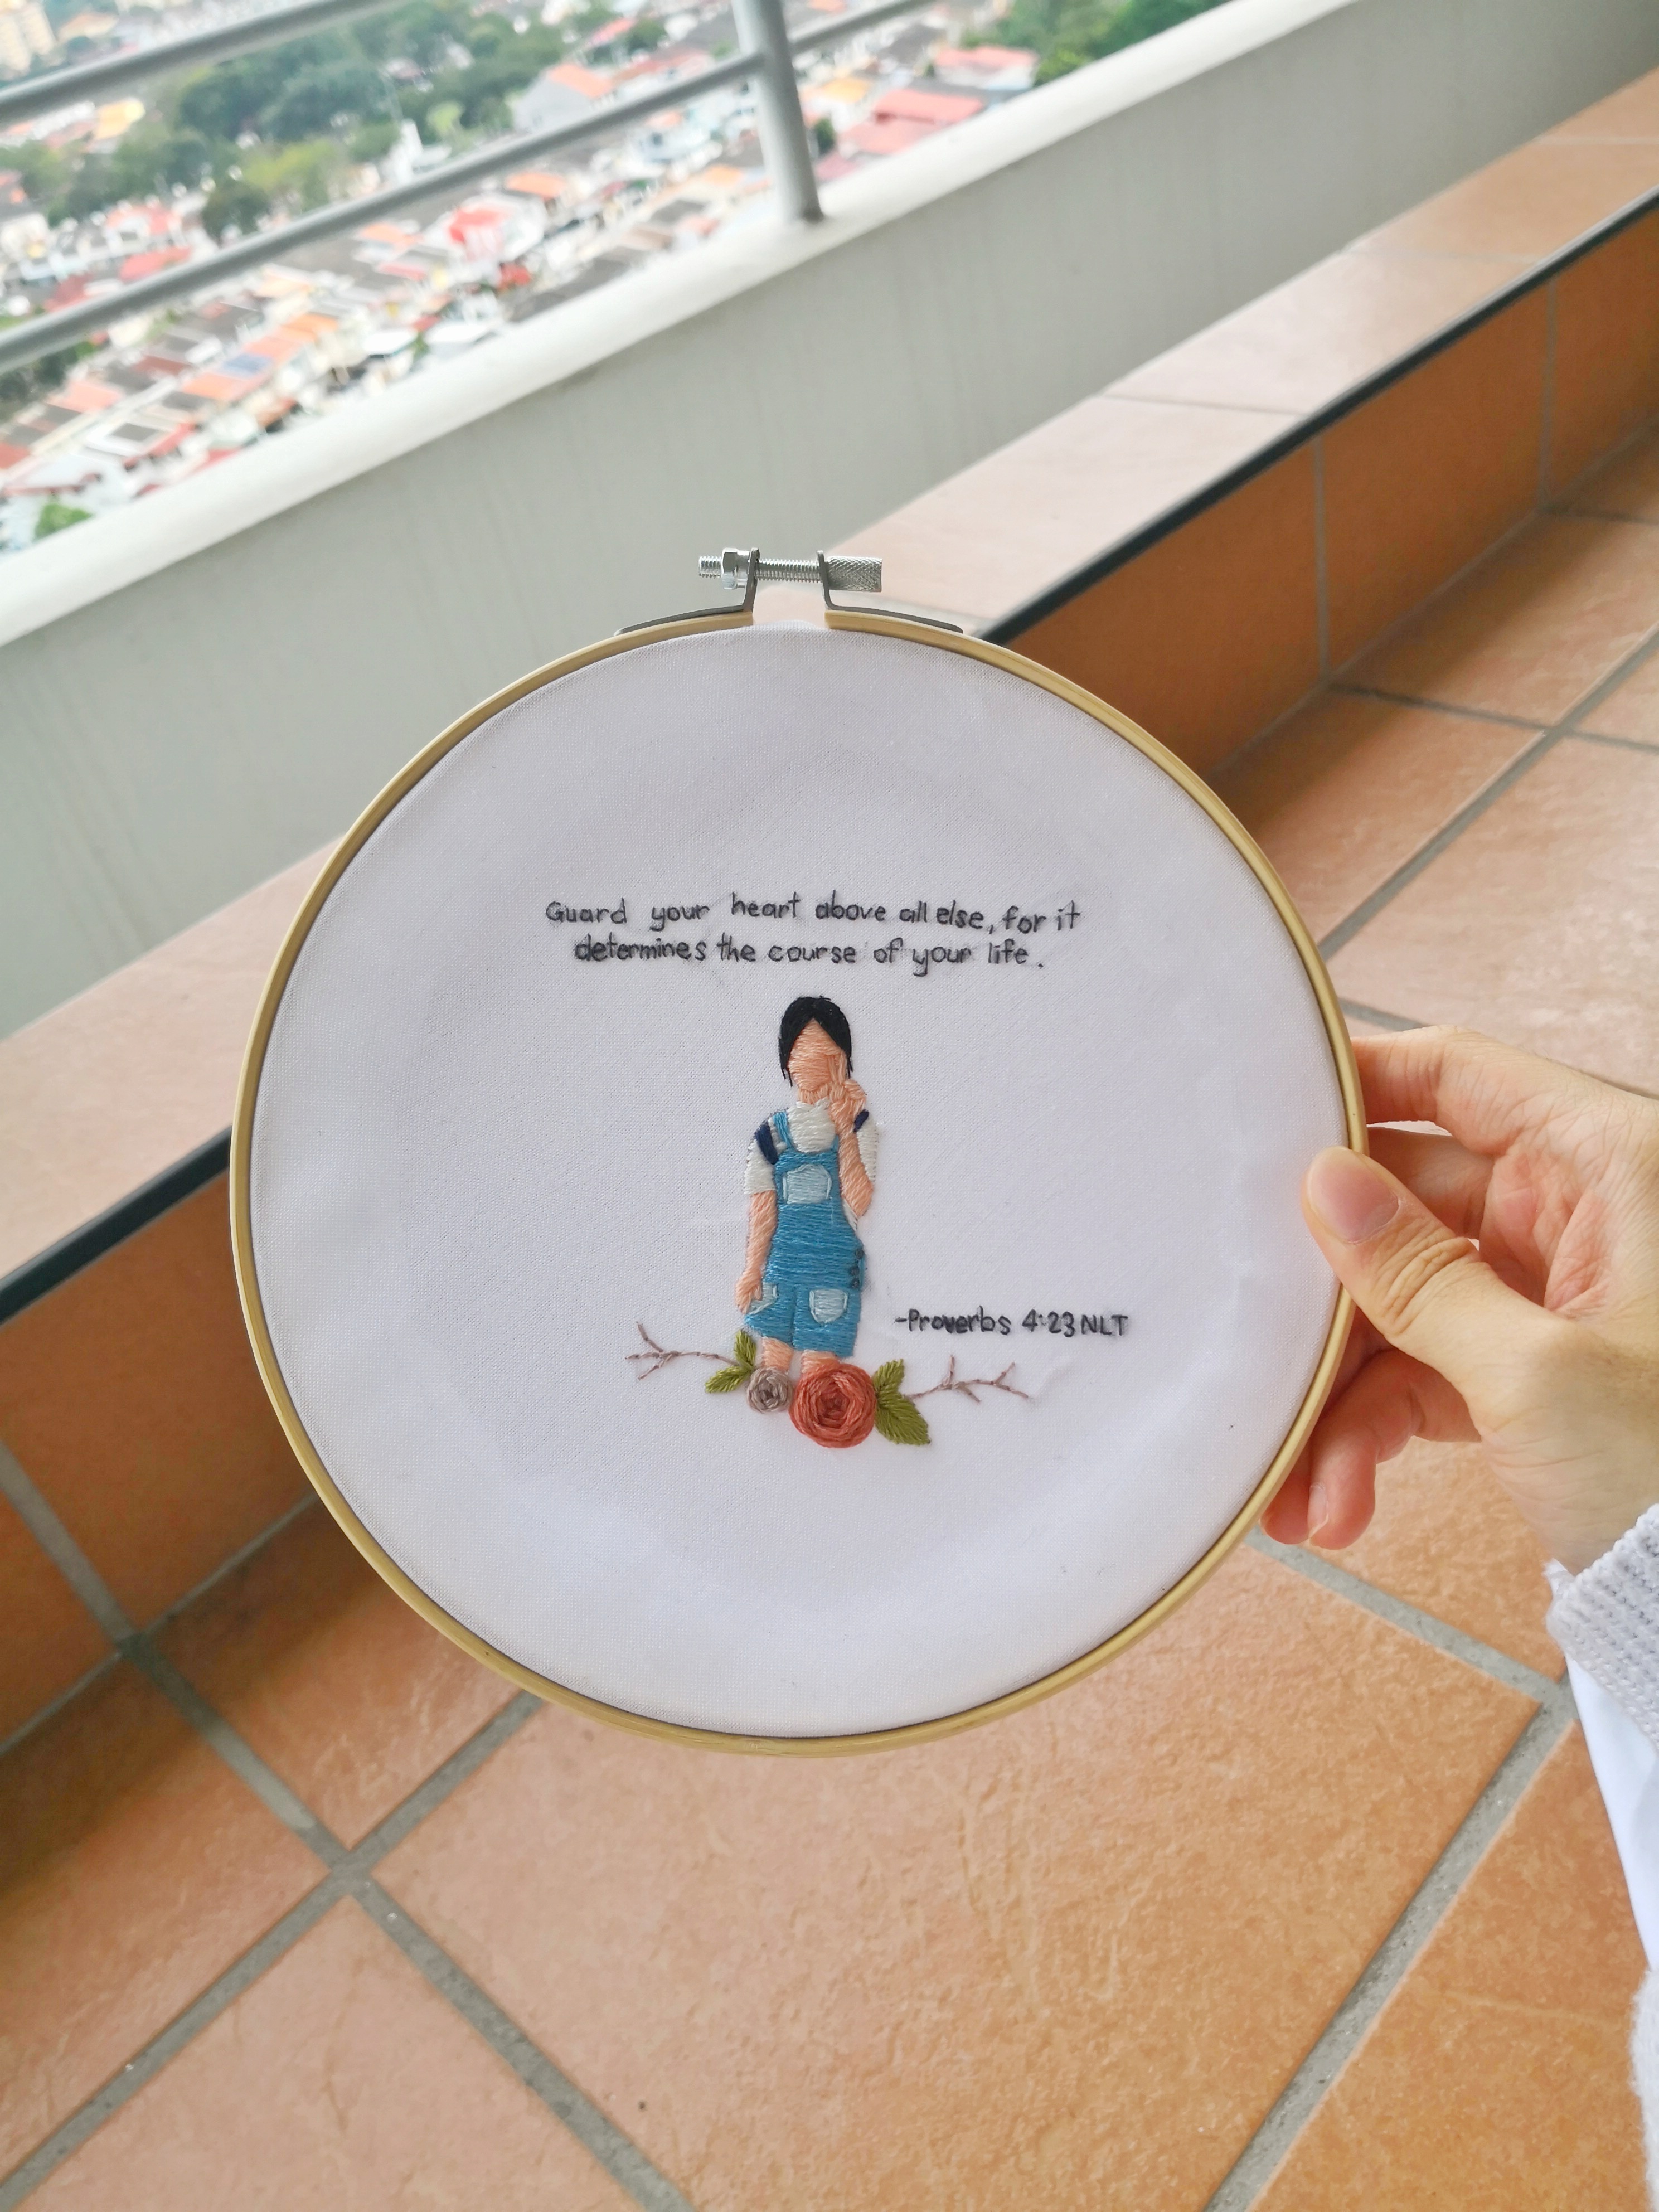 Guard your heart above all else, for it
determines the course of your life.
-Proverbs 4:23 NLT